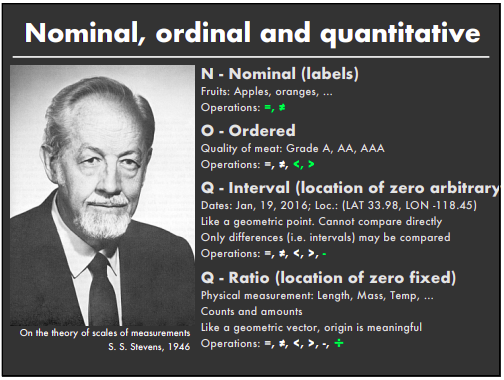 Nominal, ordinal and quantitative
N - Nominal (labels)
Fruits: Apples, oranges, ...
Operations: =, ≠
O - Ordered
Quality of meat: Grade A, AA, AAA
Operations: =, ≠, <, >
Q - Interval (location of zero arbitrary
Dates: Jan, 19, 2016; Loc.: (LAT 33.98, LON -118.45)
Like a geometric point. Cannot compare directly
Only differences (i.e. intervals) may be compared
Operations: =, ≠, <, >, -
Q - Ratio (location of zero fixed)
Physical measurement: Length, Mass, Temp, ...
Counts and amounts
Like a geometric vector, origin is meaningful
Operations: =, ≠, <, >, -, +
On the theory of scales of measurements
S. S. Stevens, 1946